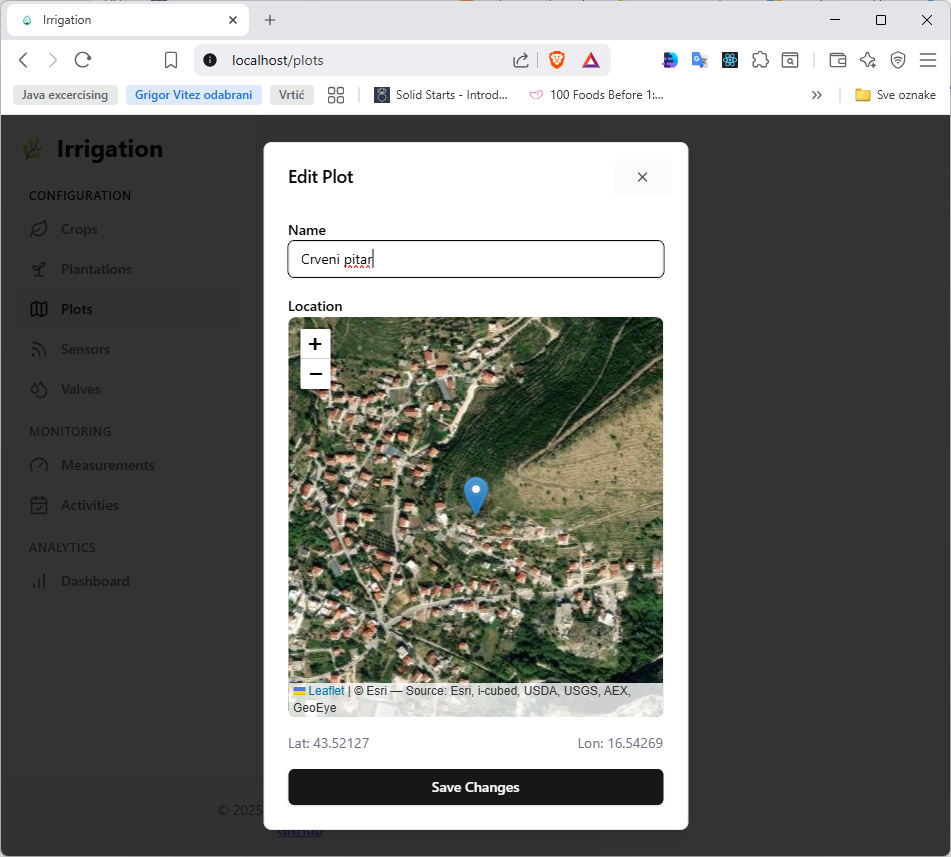 Irrigation
localhost/plots
Java excercising
Grigor Vitez odabrani
Vrtić
Solid Starts - Introd...
100 Foods Before 1:...
Sve oznake
Irrigation
CONFIGURATION
Crops
Plantations
Plots
Sensors
Valves
MONITORING
Measurements
Activities
ANALYTICS
Dashboard
© 2025
GitHub
Edit Plot
Name
Crveni pitar
Location
+
−
Leaflet | © Esri — Source: Esri, i-cubed, USDA, USGS, AEX,
GeoEye
Lat: 43.52127
Lon: 16.54269
Save Changes